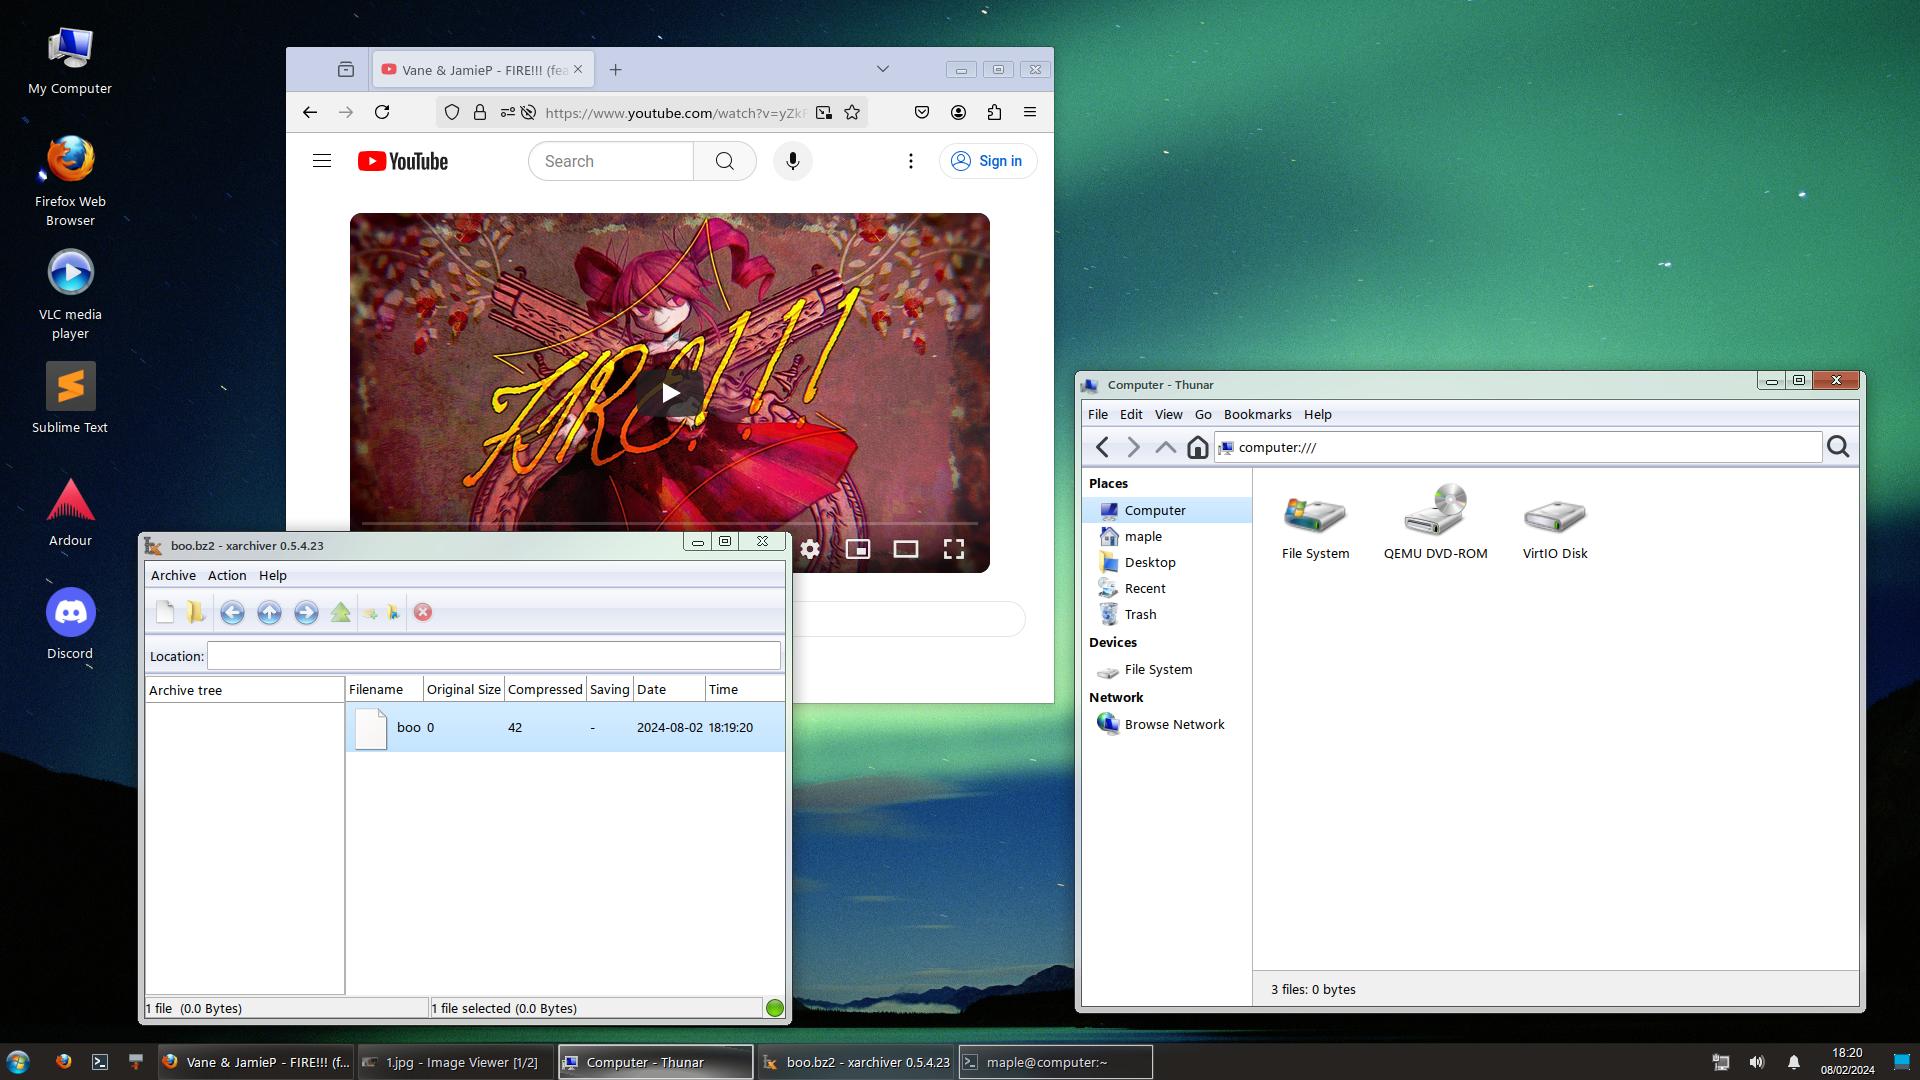 My Computer
Firefox Web
Browser
VLC media
player
Sublime Text
Ardour
Discord
Vane & JamieP - FIRE!!! (fea
https://www.youtube.com/watch?v=yZkF
YouTube
Search
Sign in
FIRE!!!
boo.bz2 - xarchiver 0.5.4.23
Archive Action Help
Location:
Archive tree
Filename Original Size Compressed Saving Date Time
boo 0 42 - 2024-08-02 18:19:20
1 file (0.0 Bytes)
1 file selected (0.0 Bytes)
Computer - Thunar
File Edit View Go Bookmarks Help
computer:///
Places
Computer
maple
Desktop
Recent
Trash
Devices
File System
Network
Browse Network
File System
QEMU DVD-ROM
VirtIO Disk
3 files: 0 bytes
Vane & JamieP - FIRE!!! (f...
1.jpg - Image Viewer [1/2]
Computer - Thunar
boo.bz2 - xarchiver 0.5.4.23
maple@computer:~
18:20
08/02/2024